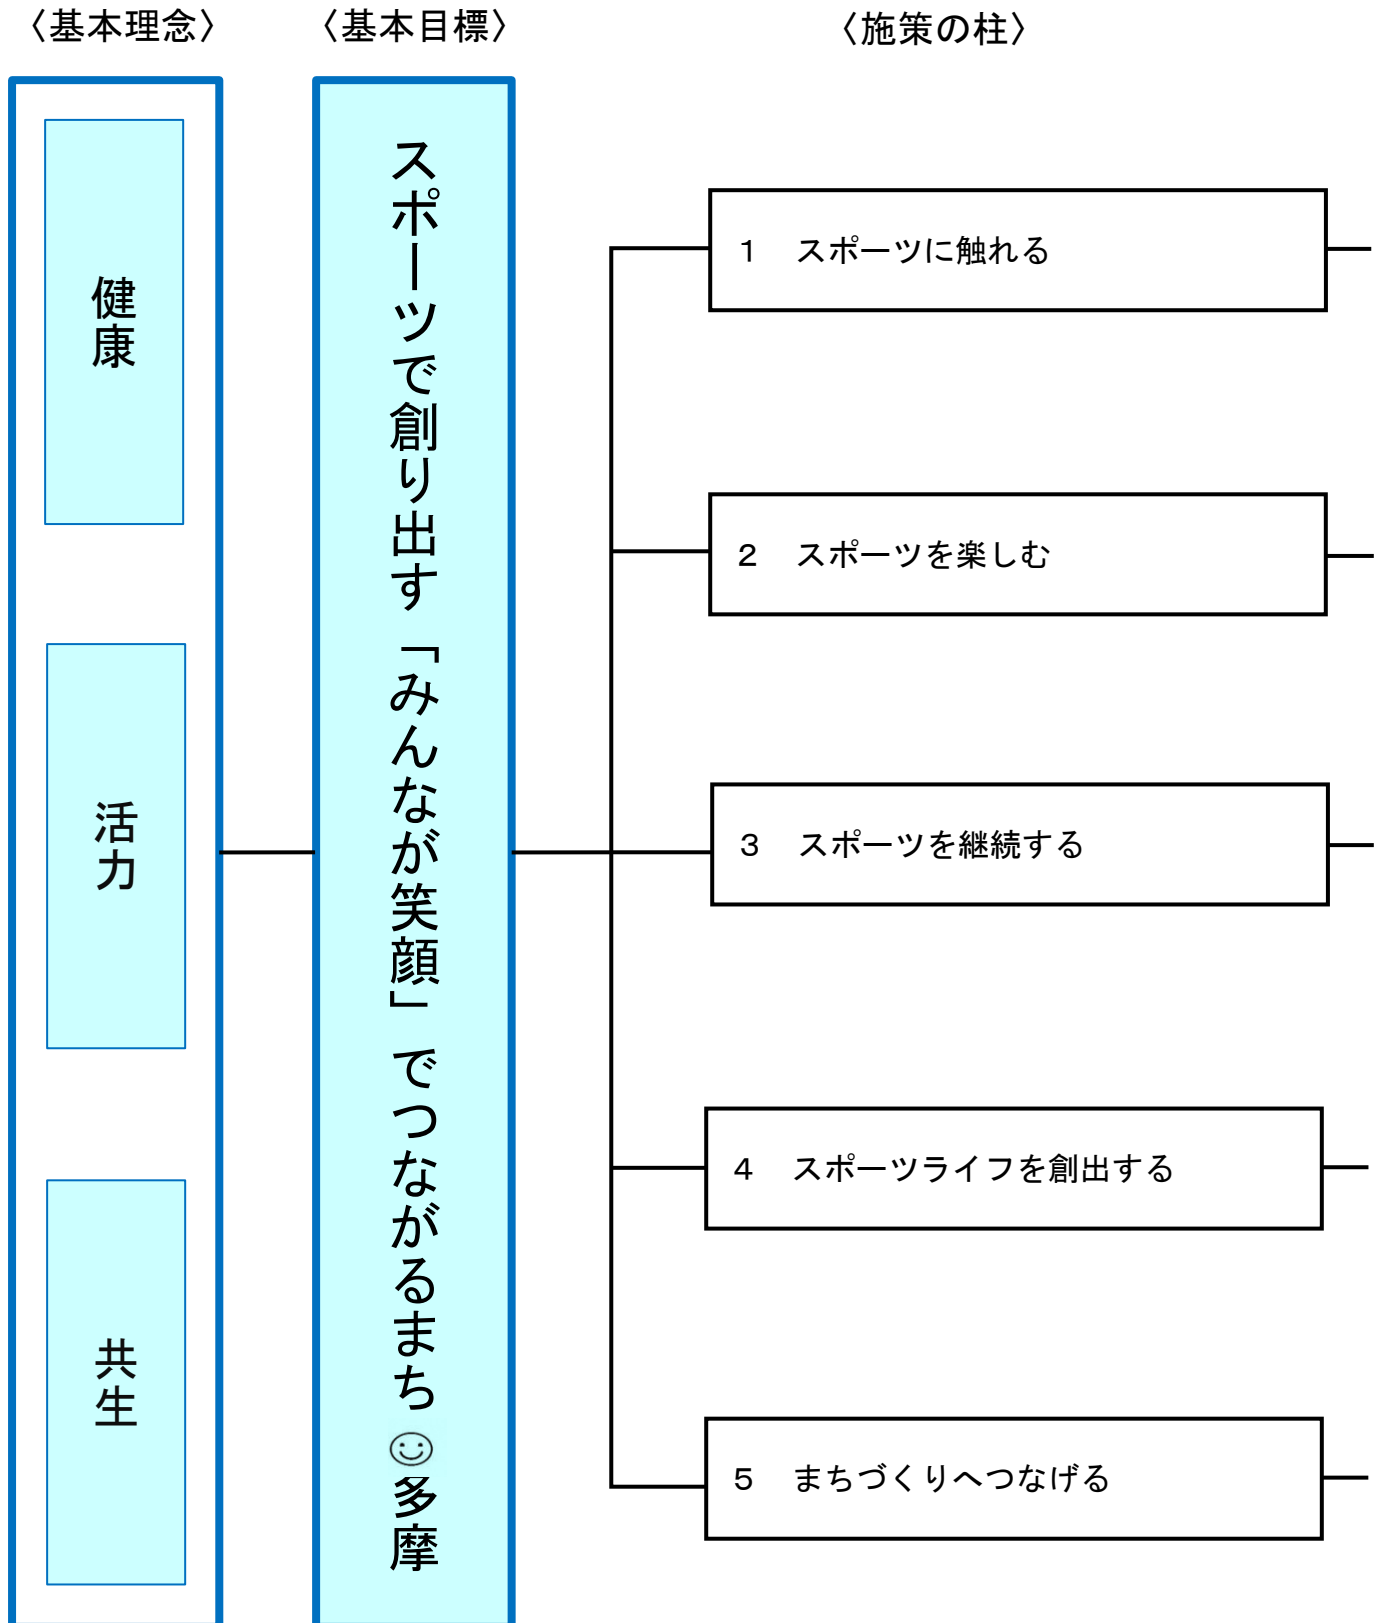 〈基本理念〉
〈基本目標〉
〈施策の柱〉
健康
活力
共生
スポーツで創り出す「みんなが笑顔」でつながるまち☺多摩
1　スポーツに触れる
2　スポーツを楽しむ
3　スポーツを継続する
4　スポーツライフを創出する
5　まちづくりへつなげる